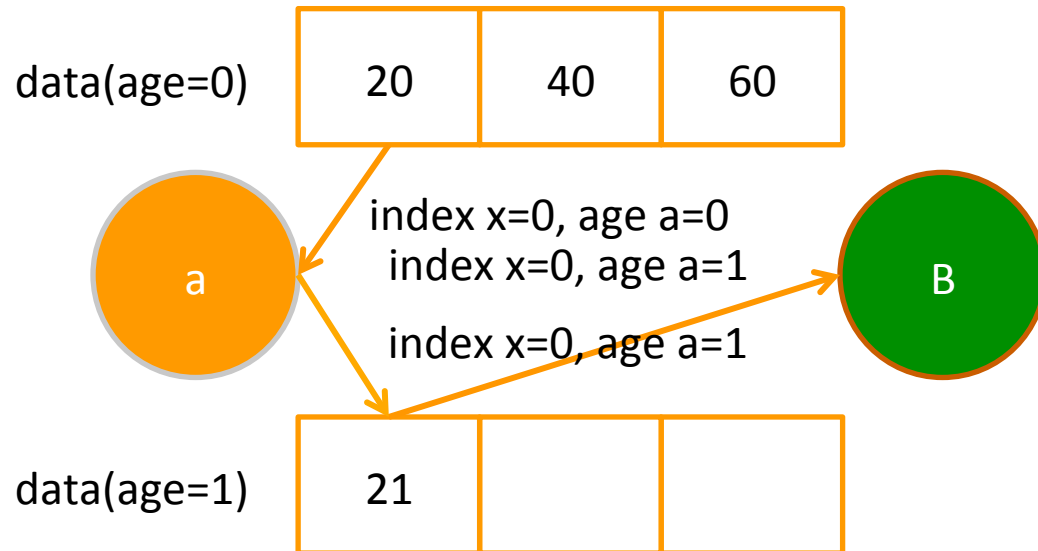 data(age=0) 20 40 60
index x=0, age a=0
index x=0, age a=1
a B
index x=0, age a=1
data(age=1) 21